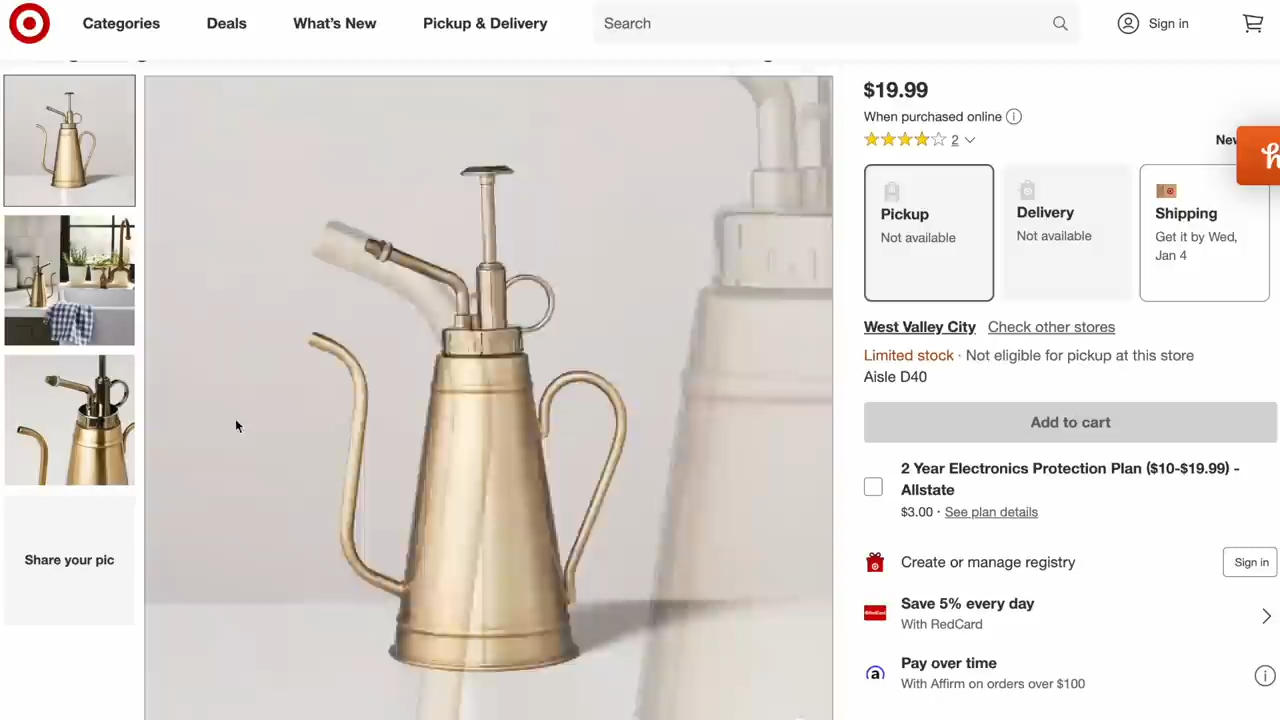 Categories
Deals
What's New
Pickup & Delivery
Search
Sign in
$19.99
When purchased online
2
Pickup
Not available
Delivery
Not available
Shipping
Get it by Wed,
Jan 4
West Valley City
Check other stores
Limited stock · Not eligible for pickup at this store
Aisle D40
Add to cart
2 Year Electronics Protection Plan ($10-$19.99) -
Allstate
$3.00 · See plan details
Create or manage registry
Sign in
Save 5% every day
With RedCard
Pay over time
With Affirm on orders over $100
Share your pic